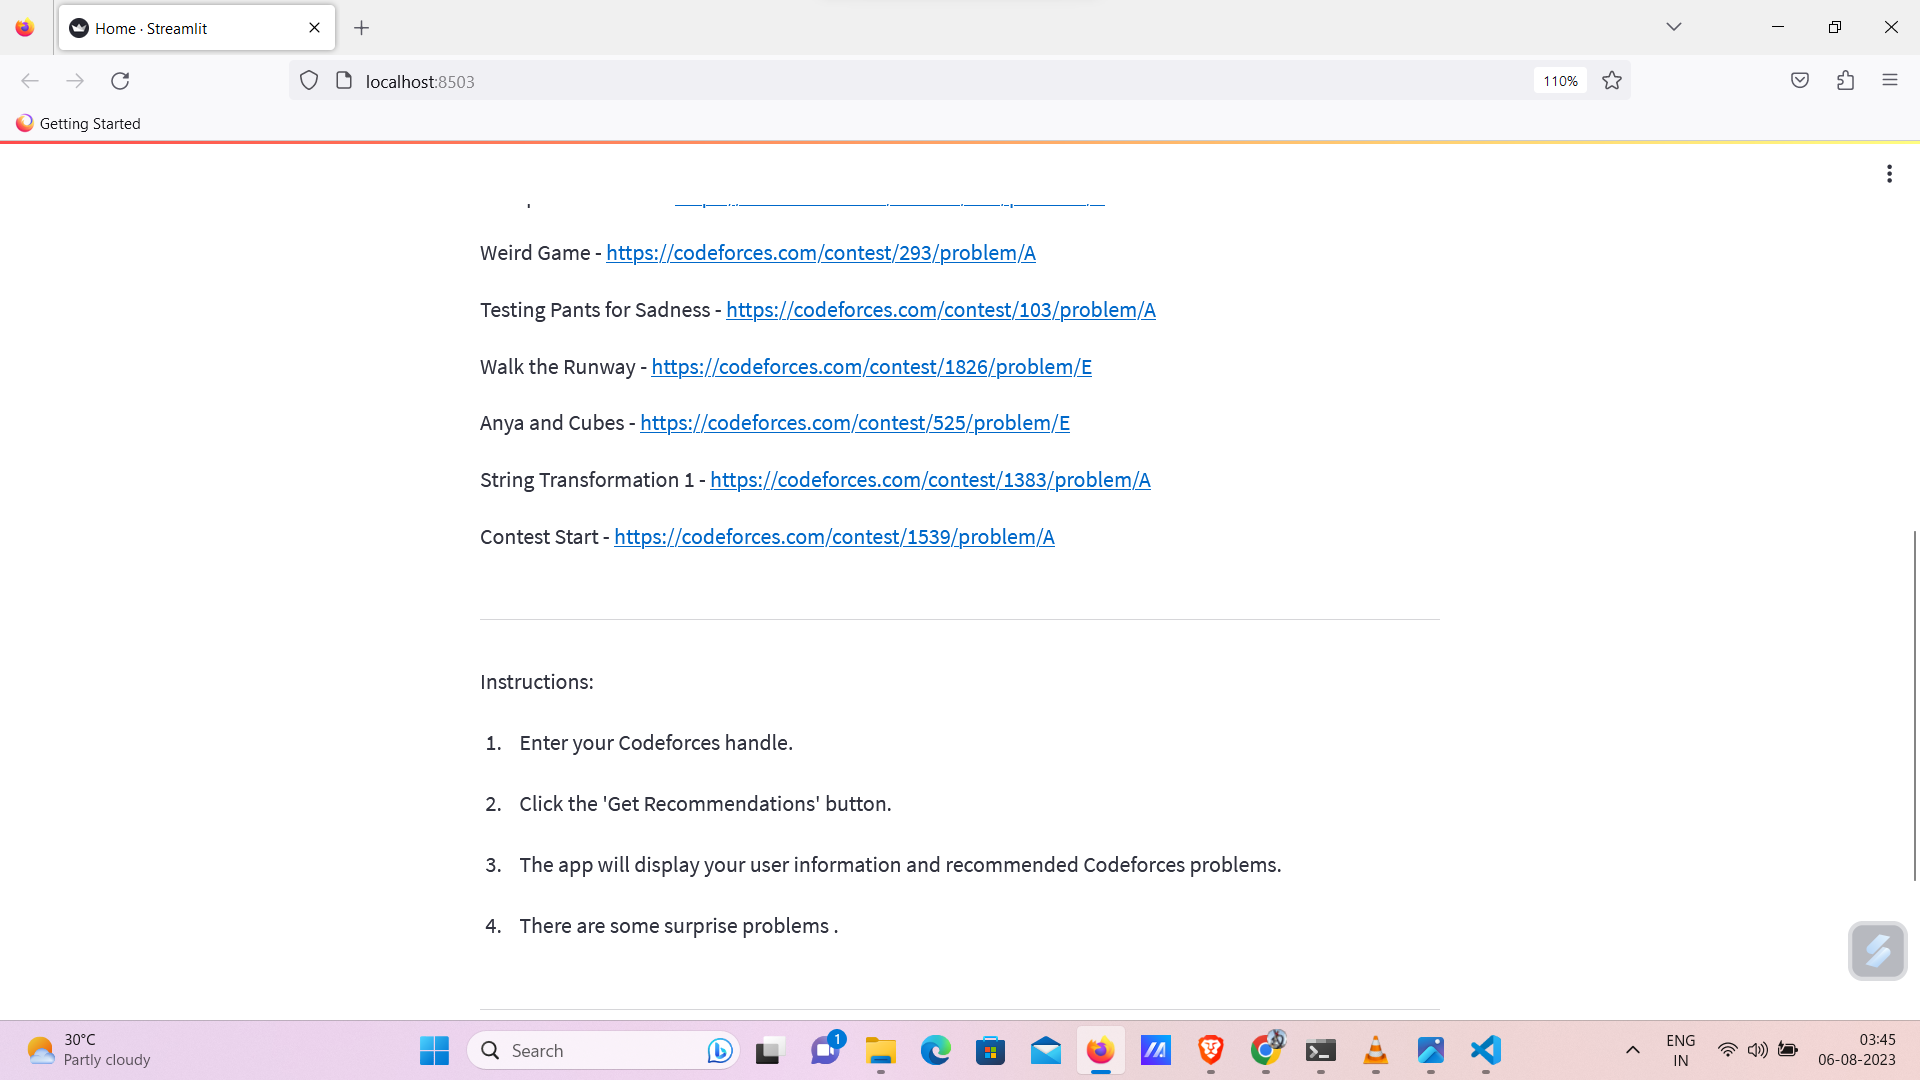 Home · Streamlit
localhost:8503
110%
Getting Started
Weird Game - https://codeforces.com/contest/293/problem/A
Testing Pants for Sadness - https://codeforces.com/contest/103/problem/A
Walk the Runway - https://codeforces.com/contest/1826/problem/E
Anya and Cubes - https://codeforces.com/contest/525/problem/E
String Transformation 1 - https://codeforces.com/contest/1383/problem/A
Contest Start - https://codeforces.com/contest/1539/problem/A
Instructions:
1. Enter your Codeforces handle.
2. Click the 'Get Recommendations' button.
3. The app will display your user information and recommended Codeforces problems.
4. There are some surprise problems .
30°C
Partly cloudy
Search
1
ENG
IN
03:45
06-08-2023